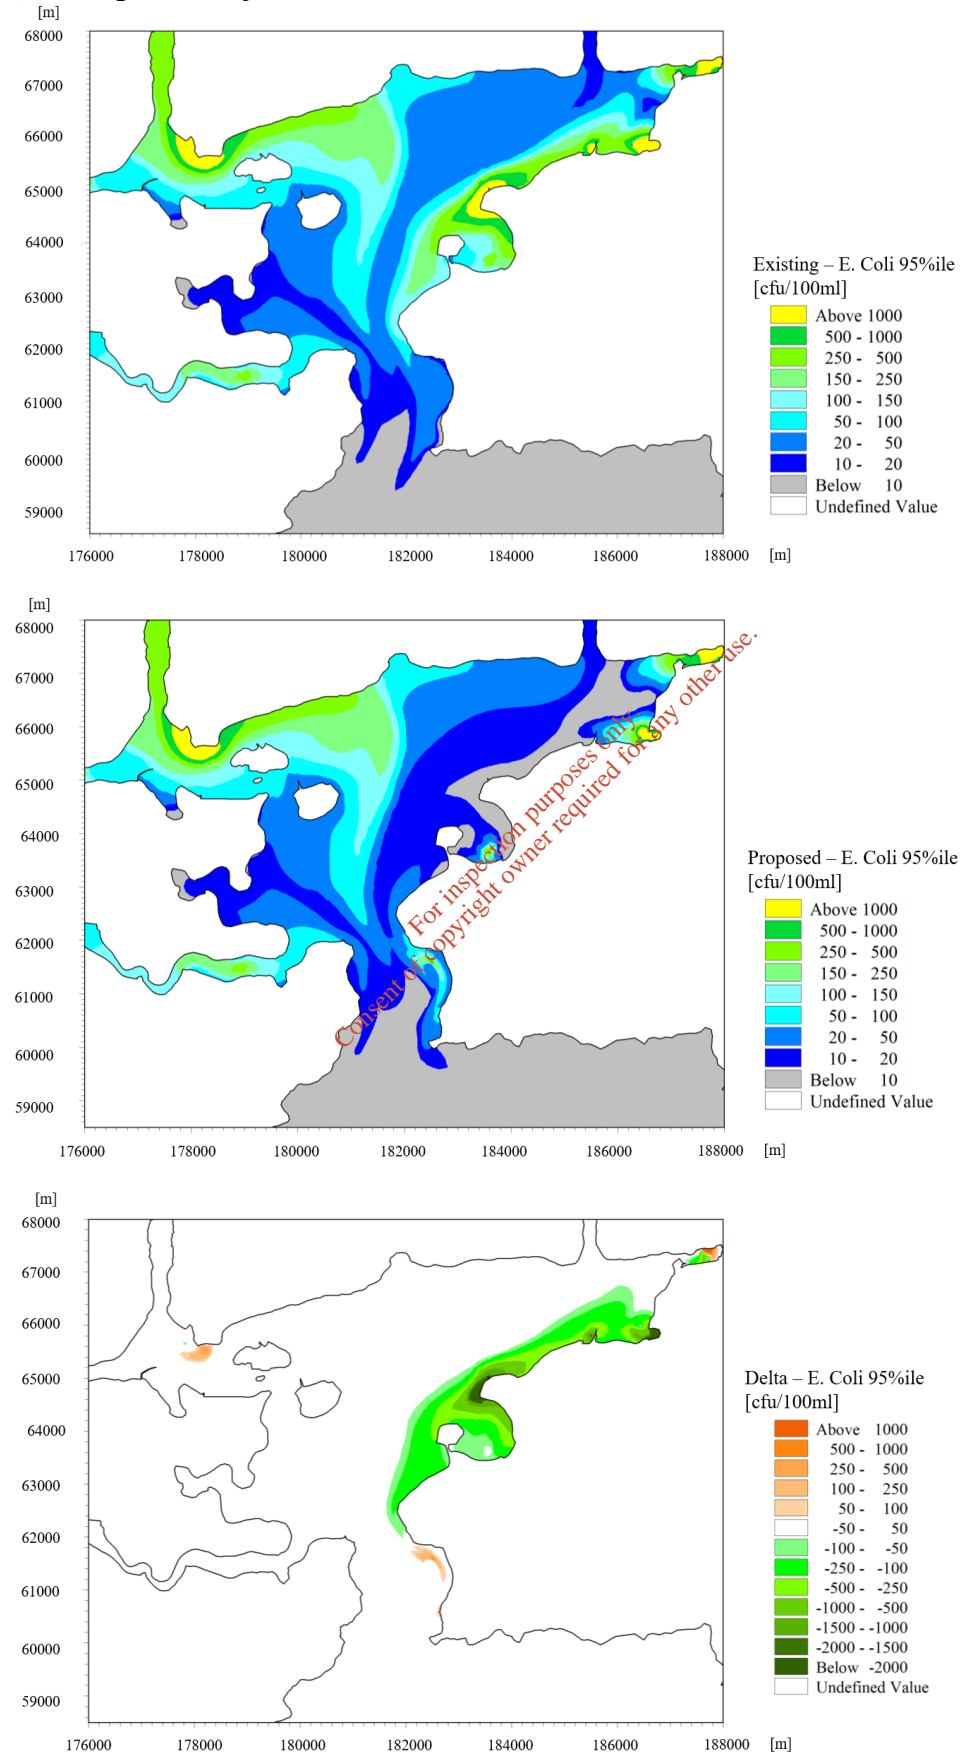 [m]
68000
67000
66000
65000
64000
63000
62000
61000
60000
59000
176000 178000 180000 182000 184000 186000 188000 [m]
Existing – E. Coli 95%ile
[cfu/100ml]
Above 1000
500 - 1000
250 - 500
150 - 250
100 - 150
50 - 100
20 - 50
10 - 20
Below 10
Undefined Value
[m]
68000
67000
66000
65000
64000
63000
62000
61000
60000
59000
176000 178000 180000 182000 184000 186000 188000 [m]
For inspection purposes only.
Consent of copyright owner required for any other use.
Proposed – E. Coli 95%ile
[cfu/100ml]
Above 1000
500 - 1000
250 - 500
150 - 250
100 - 150
50 - 100
20 - 50
10 - 20
Below 10
Undefined Value
[m]
68000
67000
66000
65000
64000
63000
62000
61000
60000
59000
176000 178000 180000 182000 184000 186000 188000 [m]
Delta – E. Coli 95%ile
[cfu/100ml]
Above 1000
500 - 1000
250 - 500
100 - 250
50 - 100
-50 - 50
-100 - -50
-250 - -100
-500 - -250
-1000 - -500
-1500 - -1000
-2000 - -1500
Below -2000
Undefined Value